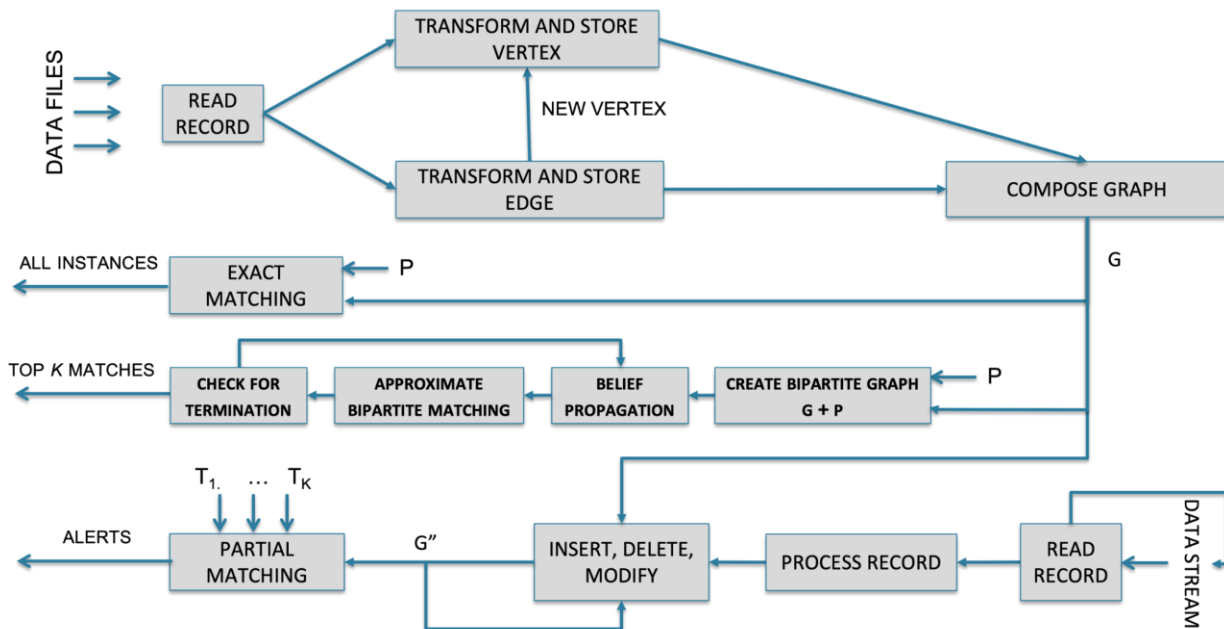 DATA FILES
READ
RECORD
TRANSFORM AND STORE
VERTEX
NEW VERTEX
TRANSFORM AND STORE
EDGE
COMPOSE GRAPH
G
ALL INSTANCES
EXACT
MATCHING
P
TOP K MATCHES
CHECK FOR
TERMINATION
APPROXIMATE
BIPARTITE MATCHING
BELIEF
PROPAGATION
CREATE BIPARTITE GRAPH
G + P
P
T1. … TK
ALERTS
PARTIAL
MATCHING
G”
INSERT, DELETE,
MODIFY
PROCESS RECORD
READ
RECORD
DATA STREAM